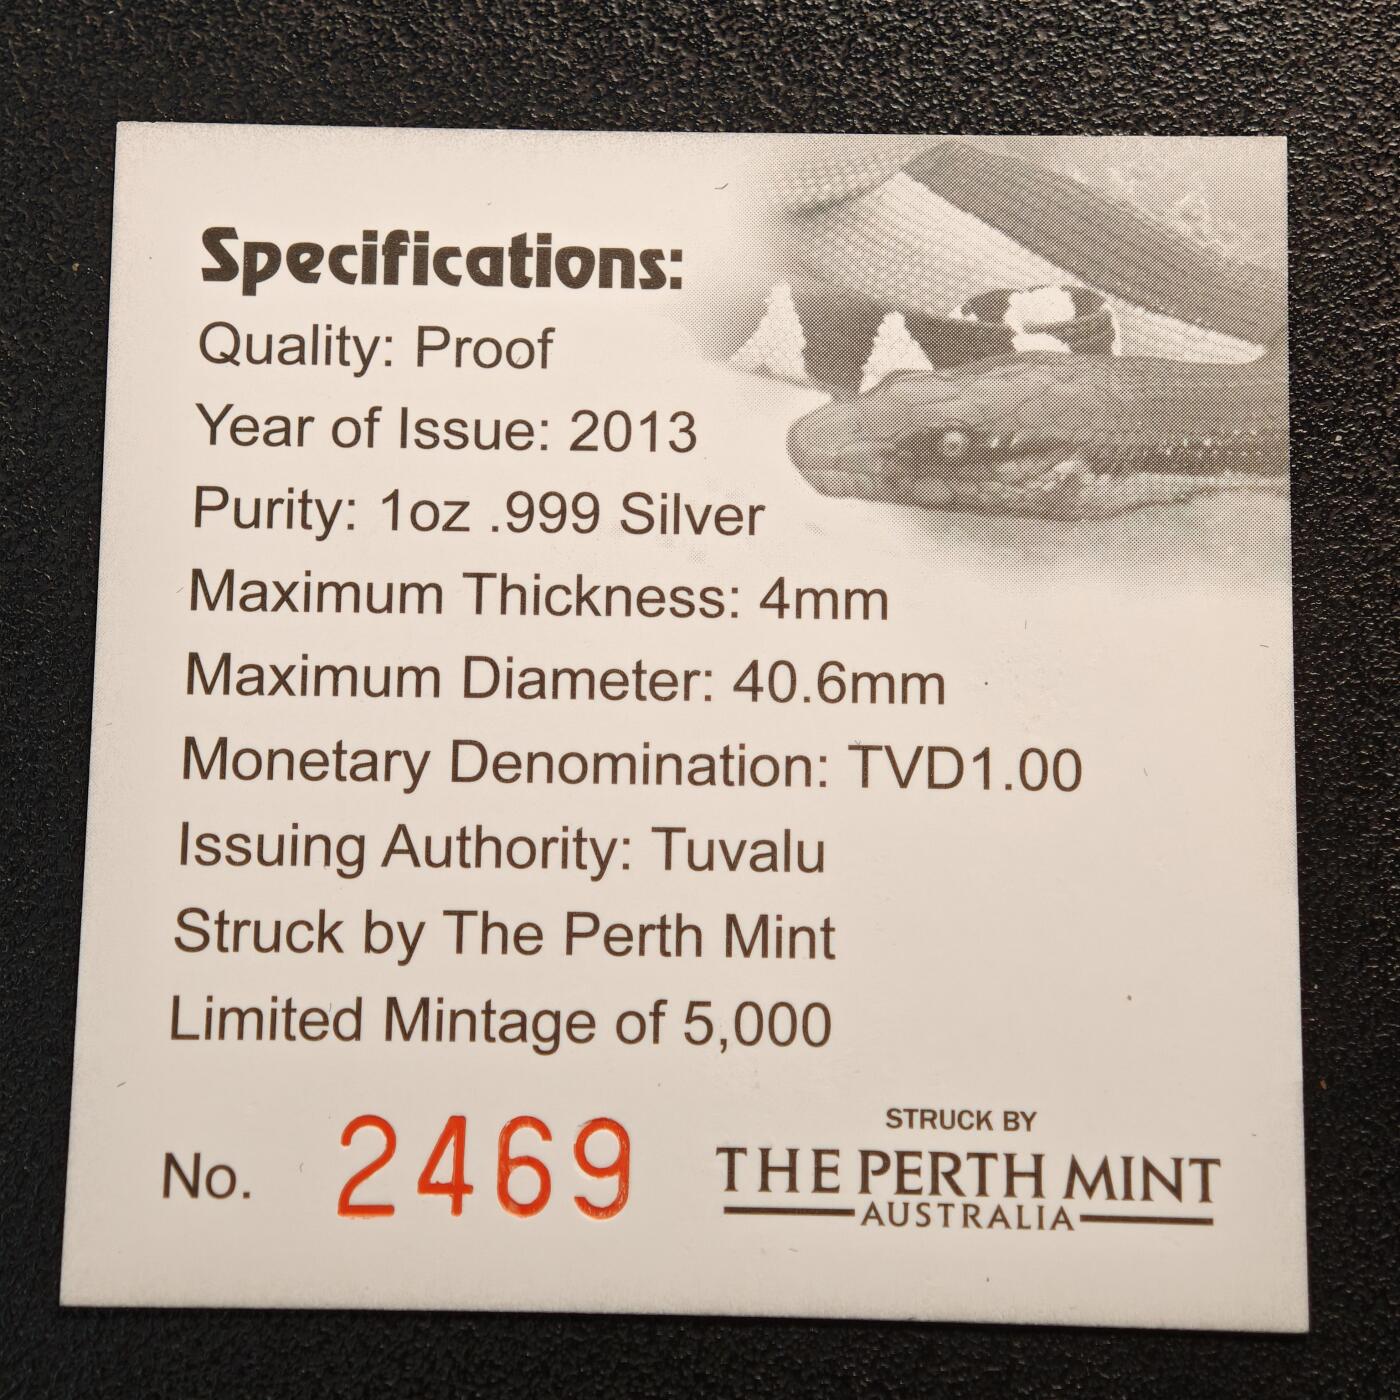 Specifications:
Quality: Proof
Year of Issue: 2013
Purity: 1oz .999 Silver
Maximum Thickness: 4mm
Maximum Diameter: 40.6mm
Monetary Denomination: TVD1.00
Issuing Authority: Tuvalu
Struck by The Perth Mint
Limited Mintage of 5,000
No. 2469
STRUCK BY
THE PERTH MINT
AUSTRALIA